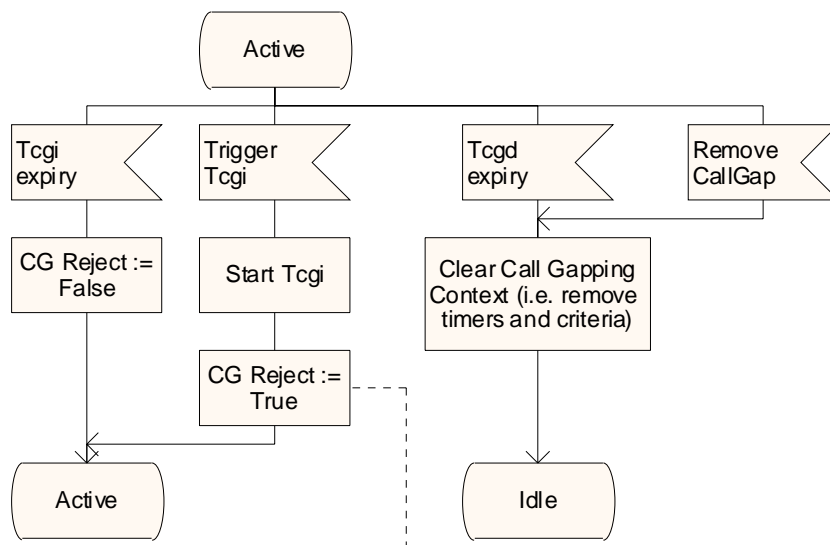 Active
Tcgi
expiry
Trigger
Tcgi
Tcgd
expiry
Remove
CallGap
CG Reject :=
False
Start Tcgi
Clear Call Gapping
Context (i.e. remove
timers and criteria)
CG Reject :=
True
Active
Idle